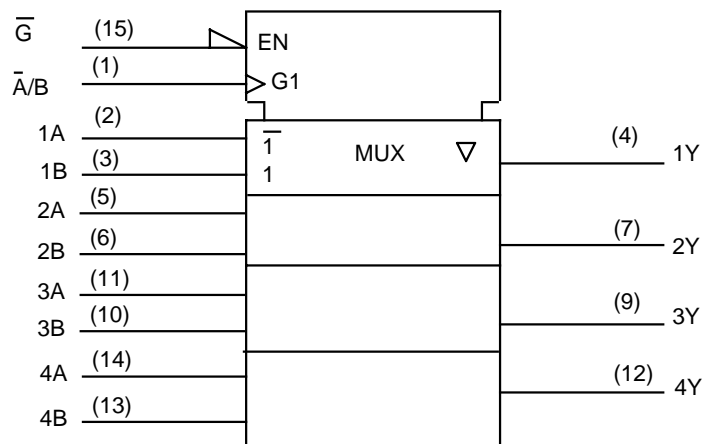 G̅ (15) EN
A̅/B (1) G1
1A (2) 1̅ MUX ▽ (4) 1Y
1B (3) 1
2A (5)
2B (6) (7) 2Y
3A (11)
3B (10) (9) 3Y
4A (14) (12) 4Y
4B (13)